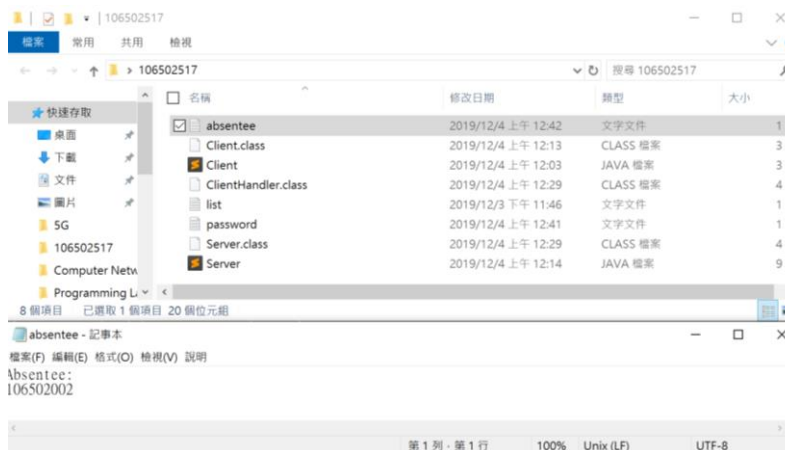 106502517
檔案 常用 共用 檢視
106502517 搜尋 106502517
名稱 修改日期 類型 大小
快速存取
桌面
下載
文件
圖片
5G
106502517
Computer Netw
Programming La
absentee 2019/12/4 上午 12:42 文字文件 1
Client.class 2019/12/4 上午 12:13 CLASS 檔案 3
Client 2019/12/4 上午 12:03 JAVA 檔案 3
ClientHandler.class 2019/12/4 上午 12:29 CLASS 檔案 4
list 2019/12/3 下午 11:46 文字文件 1
password 2019/12/4 上午 12:41 文字文件 1
Server.class 2019/12/4 上午 12:29 CLASS 檔案 4
Server 2019/12/4 上午 12:14 JAVA 檔案 9
8 個項目 已選取 1 個項目 20 個位元組
absentee - 記事本
檔案(F) 編輯(E) 格式(O) 檢視(V) 說明
Absentee:
106502002
第 1 列，第 1 行 100% Unix (LF) UTF-8